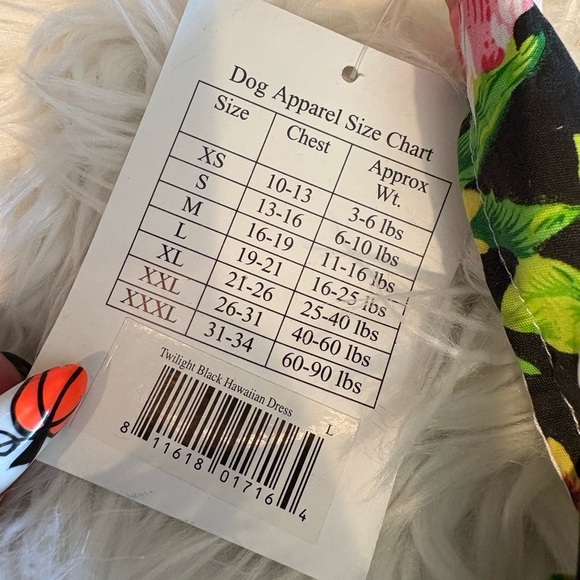 Dog Apparel Size Chart
Size Chest Approx Wt.
XS 10-13 3-6 lbs
S 13-16 6-10 lbs
M 16-19 11-16 lbs
L 19-21 16-25 lbs
XL 21-26 25-40 lbs
XXL 26-31 40-60 lbs
XXXL 31-34 60-90 lbs
Twilight Black Hawaiian Dress
L
8 11618 01716 4